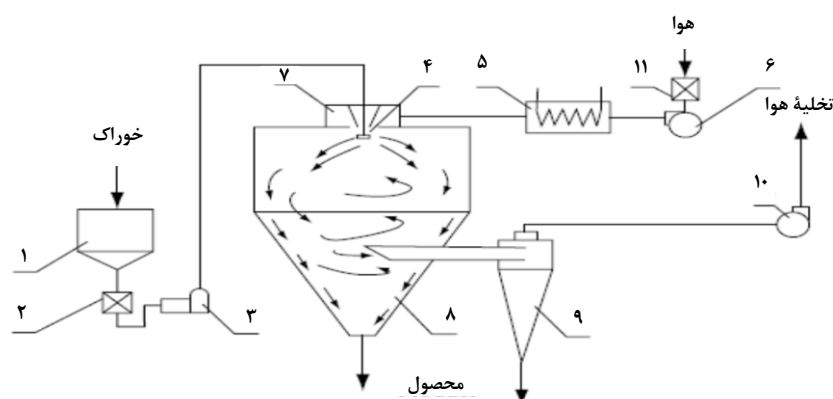 هوا
۷
۴
۵
۱۱
۶
تخلیهٔ هوا
خوراک
۱۰
۱
۲
۳
۸
۹
محصول